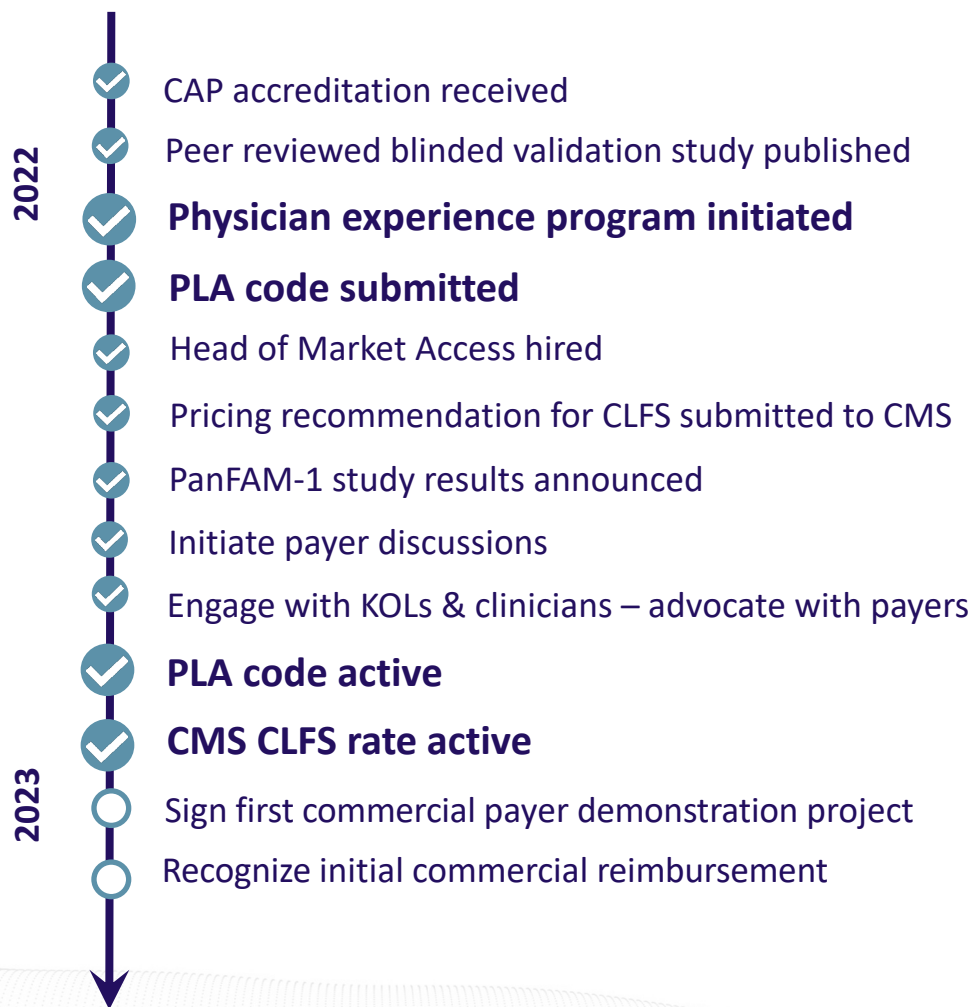 2022
CAP accreditation received
Peer reviewed blinded validation study published
Physician experience program initiated
PLA code submitted
Head of Market Access hired
Pricing recommendation for CLFS submitted to CMS
PanFAM-1 study results announced
Initiate payer discussions
Engage with KOLs & clinicians – advocate with payers
PLA code active
CMS CLFS rate active
2023
Sign first commercial payer demonstration project
Recognize initial commercial reimbursement